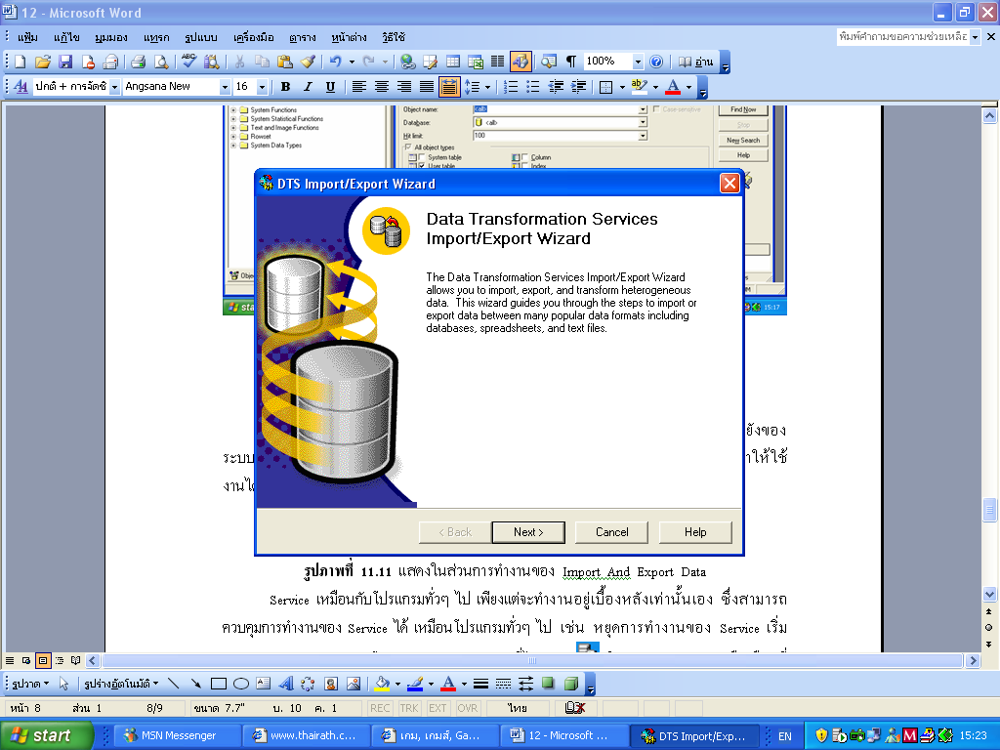 12 - Microsoft Word
แฟ้ม แก้ไข มุมมอง แทรก รูปแบบ เครื่องมือ ตาราง หน้าต่าง วิธีใช้
พิมพ์คำถามขอความช่วยเหลือ
100% อ่าน
ปกติ + การจัดชิ Angsana New 16 B I U
System Functions
System Statistical Functions
Text and Image Functions
Rowset
System Data Types
Object name: <all> Case-sensitive
Database: <all>
Hit limit: 100
All object types
System table Column
User table Index
Find Now
Stop
New Search
Help
15:17
DTS Import/Export Wizard
Data Transformation Services
Import/Export Wizard
The Data Transformation Services Import/Export Wizard
allows you to import, export, and transform heterogeneous
data. This wizard guides you through the steps to import or
export data between many popular data formats including
databases, spreadsheets, and text files.
< Back Next > Cancel Help
ยังของ
ระบบ าให้ใช้
งานได
รูปภาพที่ 11.11 แสดงในส่วนการทำงานของ Import And Export Data
Service เหมือนกับโปรแกรมทั่วๆ ไป เพียงแต่จะทำงานอยู่เบื้องหลังเท่านั้นเอง ซึ่งสามารถ
ควบคุมการทำงานของ Service ได้ เหมือนโปรแกรมทั่วๆ ไป เช่น หยุดการทำงานของ Service เริ่ม
รูปวาด รูปร่างอัตโนมัติ
หน้า 8 ส่วน 1 8/9 ขนาด 7.7" บ. 10 ค. 1 REC TRK EXT OVR ไทย
start MSN Messenger www.thairath.c... เกม, เกมส์, Ga... 12 - Microsoft ... DTS Import/Exp... EN 15:23